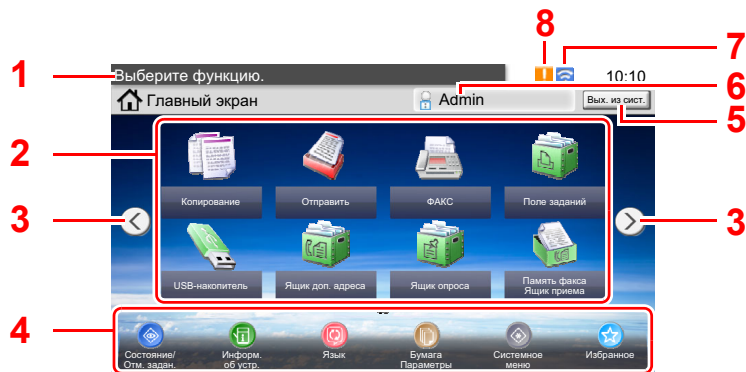 8
7
1
Выберите функцию.
10:10
6
Главный экран
Admin
Вых. из сист.
5
2
Копирование
Отправить
ФАКС
Поле заданий
3
3
USB-накопитель
Ящик доп. адреса
Ящик опроса
Память факса
Ящик приема
4
Состояние/
Отм. задан.
Информ.
об устр.
Язык
Бумага
Параметры
Системное
меню
Избранное